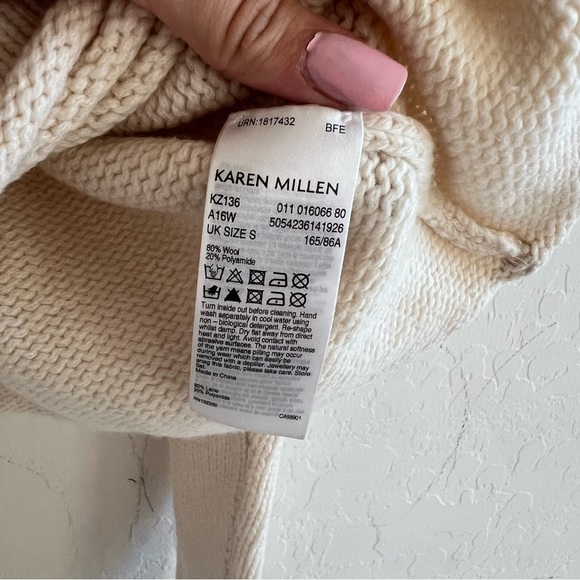 URN:1817432 BFE
KAREN MILLEN
KZ136 011 016066 80
A16W 5054236141926
UK SIZE S 165/86A
80% Wool
20% Polyamide
Turn inside out before cleaning. Hand
wash separately in cool water using
non - biological detergent. Re-shape
whilst damp. Dry flat away from direct
heat and light. Avoid contact with
abrasive surfaces. The natural softness
of the yarn means pilling may occur
during wear which can easily be
removed with a depiller. Jewellery may
snag this fabric, please take care. Store
flat.
Made in China
80% Laine
20% Polyamide
CA58901